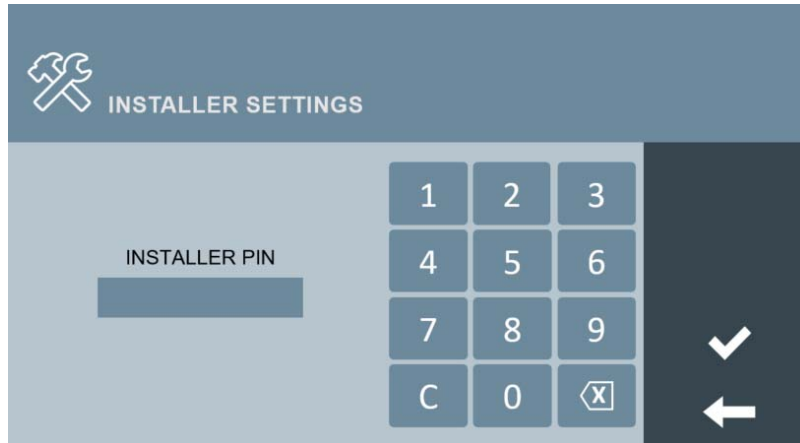 INSTALLER SETTINGS
INSTALLER PIN
1 2 3
4 5 6
7 8 9
C 0 X